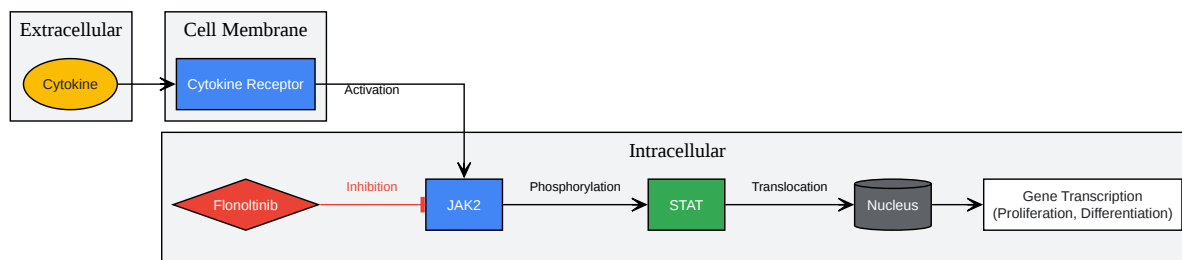 Extracellular
Cell Membrane
Cytokine
Cytokine Receptor
Activation
Intracellular
Flonoltinib
Inhibition
JAK2
Phosphorylation
STAT
Translocation
Nucleus
Gene Transcription
(Proliferation, Differentiation)